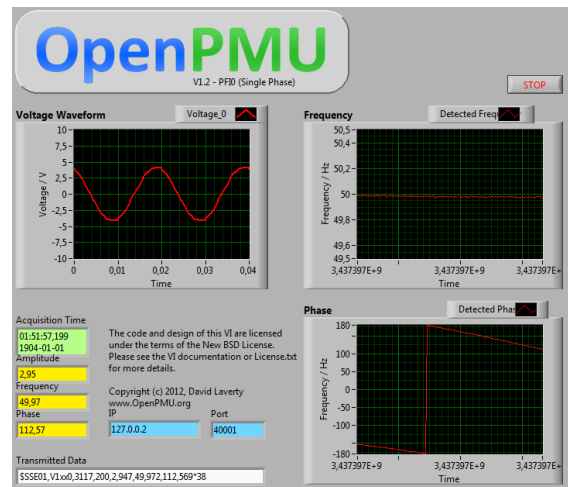 OpenPMU
V1.2 - PFI0 (Single Phase)
STOP
Voltage Waveform
Voltage_0
10
7,5
5
2,5
0
-2,5
-5
-7,5
-10
Voltage / V
0
0,01
0,02
0,03
0,04
Time
Frequency
Detected Freq
50,5
50,4
50,2
50
49,8
49,6
49,5
Frequency / Hz
3,437397E+9
3,437397E+9
3,437397E+
Time
Acquisition Time
01:51:57,199
1904-01-01
Amplitude
2,95
Frequency
49,97
Phase
112,57
The code and design of this VI are licensed
under the terms of the New BSD License.
Please see the VI documentation or License.txt
for more details.
Copyright (c) 2012, David Laverty
www.OpenPMU.org
IP
127.0.0.2
Port
40001
Phase
Detected Phas
180
100
50
0
-50
-100
-180
Frequency / Hz
3,437397E+9
3,437397E+9
3,437397E+
Time
Transmitted Data
$SSE01,V1xx0,3117,200,2,947,49,972,112,569*38